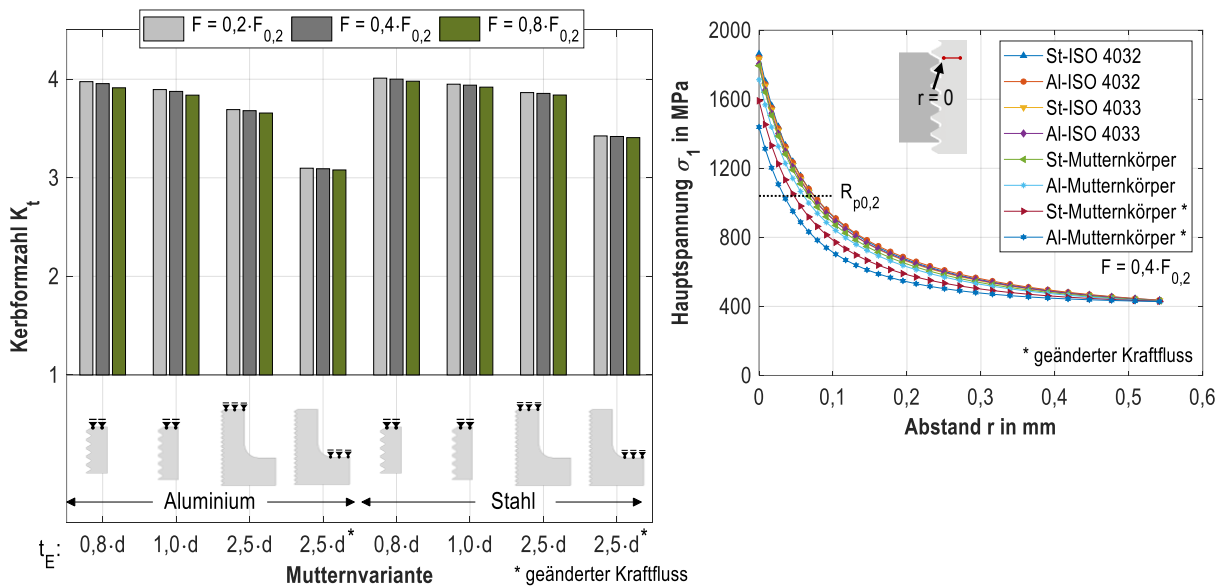 F = 0,2·F0,2 F = 0,4·F0,2 F = 0,8·F0,2
Kerbformzahl Kt
4
3
2
1
Aluminium Stahl
tE: 0,8·d 1,0·d 2,5·d 2,5·d* 0,8·d 1,0·d 2,5·d 2,5·d*
Mutternvariante * geänderter Kraftfluss
Hauptspannung σ1 in MPa
2000
1600
1200
800
400
0
r = 0
Rp0,2
St-ISO 4032
Al-ISO 4032
St-ISO 4033
Al-ISO 4033
St-Mutternkörper
Al-Mutternkörper
St-Mutternkörper *
Al-Mutternkörper *
F = 0,4·F0,2
* geänderter Kraftfluss
0 0,1 0,2 0,3 0,4 0,5 0,6
Abstand r in mm